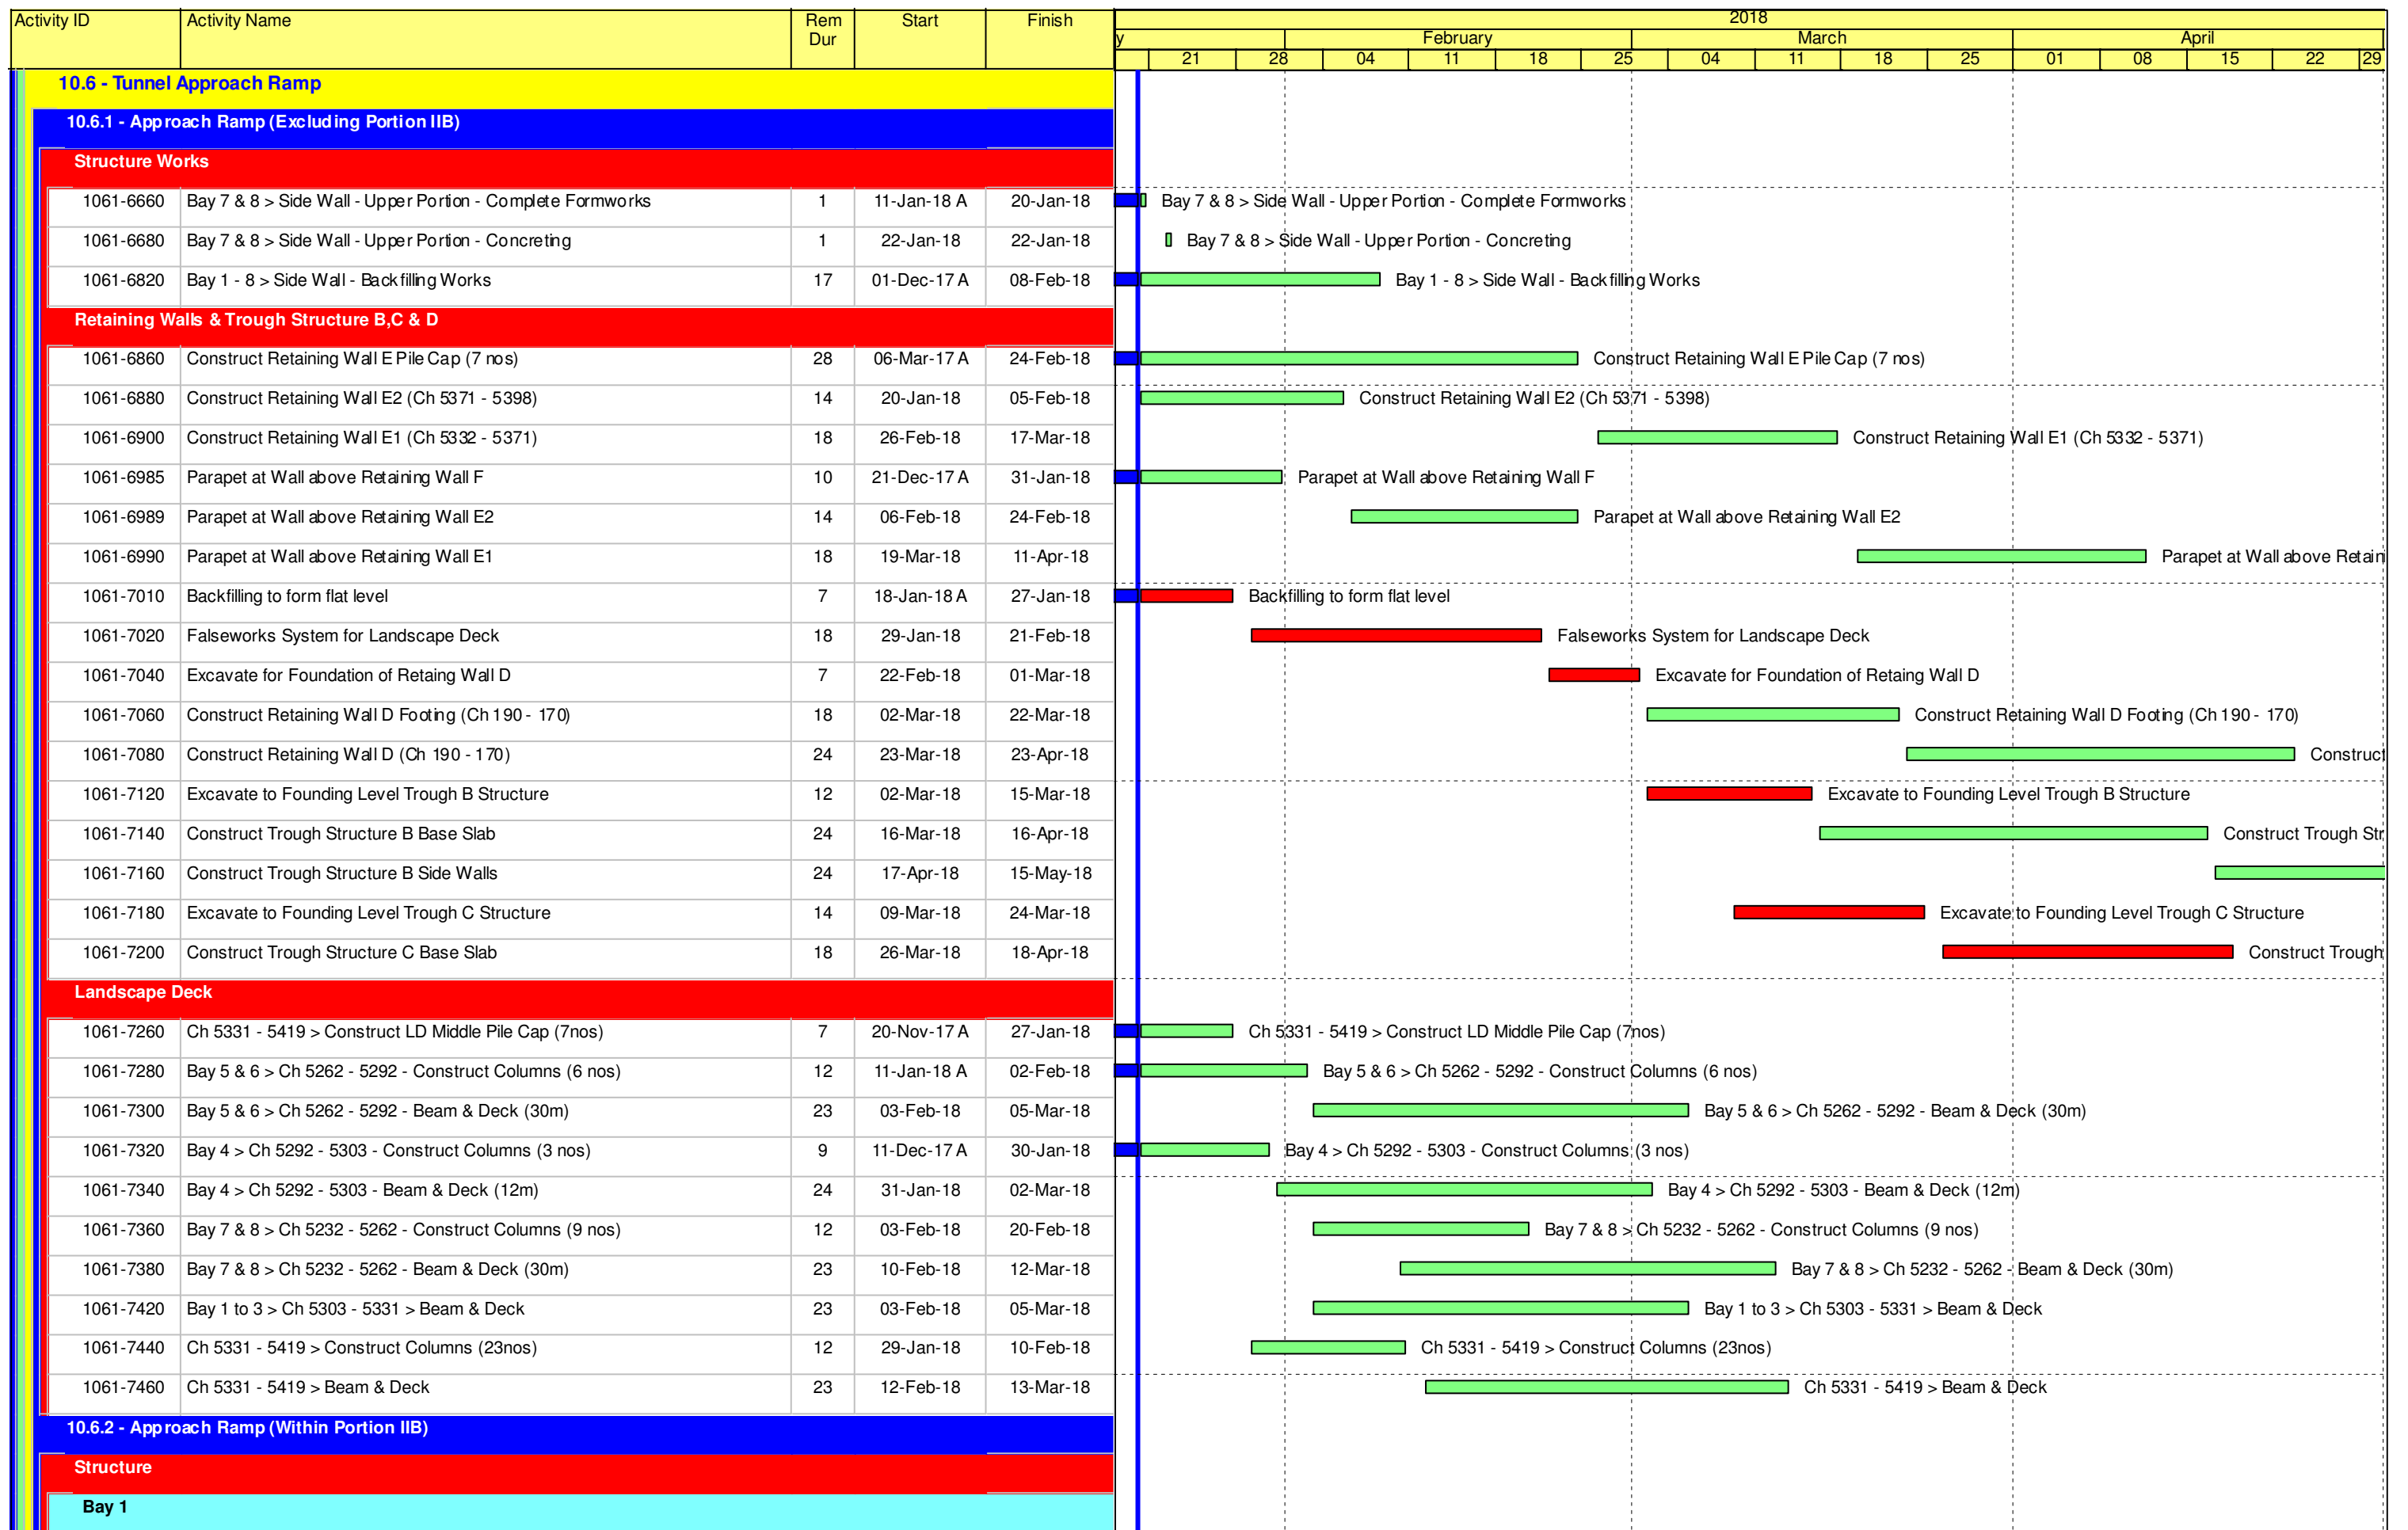 Activity ID Activity Name Rem Dur Start Finish 2018
y February March April
21 28 04 11 18 25 04 11 18 25 01 08 15 22 29
10.6 - Tunnel Approach Ramp
10.6.1 - Approach Ramp (Excluding Portion IIB)
Structure Works
1061-6660 Bay 7 & 8 > Side Wall - Upper Portion - Complete Formworks 1 11-Jan-18 A 20-Jan-18 Bay 7 & 8 > Side Wall - Upper Portion - Complete Formworks
1061-6680 Bay 7 & 8 > Side Wall - Upper Portion - Concreting 1 22-Jan-18 22-Jan-18 Bay 7 & 8 > Side Wall - Upper Portion - Concreting
1061-6820 Bay 1 - 8 > Side Wall - Backfilling Works 17 01-Dec-17 A 08-Feb-18 Bay 1 - 8 > Side Wall - Backfilling Works
Retaining Walls & Trough Structure B,C & D
1061-6860 Construct Retaining Wall E Pile Cap (7 nos) 28 06-Mar-17 A 24-Feb-18 Construct Retaining Wall E Pile Cap (7 nos)
1061-6880 Construct Retaining Wall E2 (Ch 5371 - 5398) 14 20-Jan-18 05-Feb-18 Construct Retaining Wall E2 (Ch 5371 - 5398)
1061-6900 Construct Retaining Wall E1 (Ch 5332 - 5371) 18 26-Feb-18 17-Mar-18 Construct Retaining Wall E1 (Ch 5332 - 5371)
1061-6985 Parapet at Wall above Retaining Wall F 10 21-Dec-17 A 31-Jan-18 Parapet at Wall above Retaining Wall F
1061-6989 Parapet at Wall above Retaining Wall E2 14 06-Feb-18 24-Feb-18 Parapet at Wall above Retaining Wall E2
1061-6990 Parapet at Wall above Retaining Wall E1 18 19-Mar-18 11-Apr-18 Parapet at Wall above Retain
1061-7010 Backfilling to form flat level 7 18-Jan-18 A 27-Jan-18 Backfilling to form flat level
1061-7020 Falseworks System for Landscape Deck 18 29-Jan-18 21-Feb-18 Falseworks System for Landscape Deck
1061-7040 Excavate for Foundation of Retaing Wall D 7 22-Feb-18 01-Mar-18 Excavate for Foundation of Retaing Wall D
1061-7060 Construct Retaining Wall D Footing (Ch 190 - 170) 18 02-Mar-18 22-Mar-18 Construct Retaining Wall D Footing (Ch 190 - 170)
1061-7080 Construct Retaining Wall D (Ch 190 - 170) 24 23-Mar-18 23-Apr-18 Construct
1061-7120 Excavate to Founding Level Trough B Structure 12 02-Mar-18 15-Mar-18 Excavate to Founding Level Trough B Structure
1061-7140 Construct Trough Structure B Base Slab 24 16-Mar-18 16-Apr-18 Construct Trough Str
1061-7160 Construct Trough Structure B Side Walls 24 17-Apr-18 15-May-18
1061-7180 Excavate to Founding Level Trough C Structure 14 09-Mar-18 24-Mar-18 Excavate to Founding Level Trough C Structure
1061-7200 Construct Trough Structure C Base Slab 18 26-Mar-18 18-Apr-18 Construct Trough
Landscape Deck
1061-7260 Ch 5331 - 5419 > Construct LD Middle Pile Cap (7nos) 7 20-Nov-17 A 27-Jan-18 Ch 5331 - 5419 > Construct LD Middle Pile Cap (7nos)
1061-7280 Bay 5 & 6 > Ch 5262 - 5292 - Construct Columns (6 nos) 12 11-Jan-18 A 02-Feb-18 Bay 5 & 6 > Ch 5262 - 5292 - Construct Columns (6 nos)
1061-7300 Bay 5 & 6 > Ch 5262 - 5292 - Beam & Deck (30m) 23 03-Feb-18 05-Mar-18 Bay 5 & 6 > Ch 5262 - 5292 - Beam & Deck (30m)
1061-7320 Bay 4 > Ch 5292 - 5303 - Construct Columns (3 nos) 9 11-Dec-17 A 30-Jan-18 Bay 4 > Ch 5292 - 5303 - Construct Columns (3 nos)
1061-7340 Bay 4 > Ch 5292 - 5303 - Beam & Deck (12m) 24 31-Jan-18 02-Mar-18 Bay 4 > Ch 5292 - 5303 - Beam & Deck (12m)
1061-7360 Bay 7 & 8 > Ch 5232 - 5262 - Construct Columns (9 nos) 12 03-Feb-18 20-Feb-18 Bay 7 & 8 > Ch 5232 - 5262 - Construct Columns (9 nos)
1061-7380 Bay 7 & 8 > Ch 5232 - 5262 - Beam & Deck (30m) 23 10-Feb-18 12-Mar-18 Bay 7 & 8 > Ch 5232 - 5262 - Beam & Deck (30m)
1061-7420 Bay 1 to 3 > Ch 5303 - 5331 > Beam & Deck 23 03-Feb-18 05-Mar-18 Bay 1 to 3 > Ch 5303 - 5331 > Beam & Deck
1061-7440 Ch 5331 - 5419 > Construct Columns (23nos) 12 29-Jan-18 10-Feb-18 Ch 5331 - 5419 > Construct Columns (23nos)
1061-7460 Ch 5331 - 5419 > Beam & Deck 23 12-Feb-18 13-Mar-18 Ch 5331 - 5419 > Beam & Deck
10.6.2 - Approach Ramp (Within Portion IIB)
Structure
Bay 1